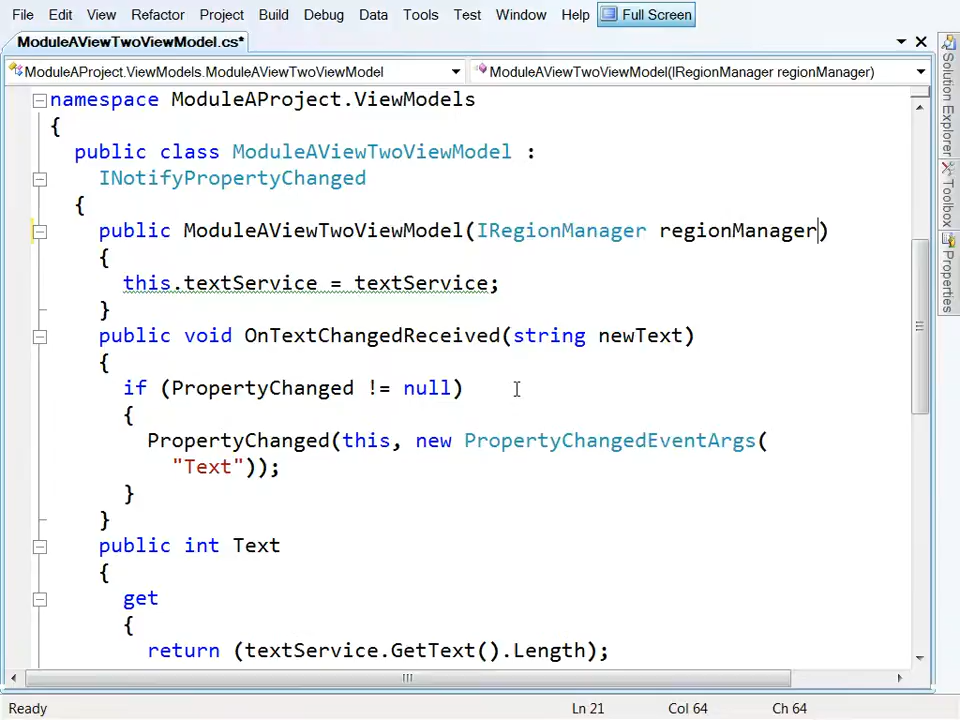 File Edit View Refactor Project Build Debug Data Tools Test Window Help Full Screen
ModuleAViewTwoViewModel.cs*
ModuleAProject.ViewModels.ModuleAViewTwoViewModel ModuleAViewTwoViewModel(IRegionManager regionManager)
namespace ModuleAProject.ViewModels
{
public class ModuleAViewTwoViewModel :
INotifyPropertyChanged
{
public ModuleAViewTwoViewModel(IRegionManager regionManager)
{
this.textService = textService;
}
public void OnTextChangedReceived(string newText)
{
if (PropertyChanged != null)
{
PropertyChanged(this, new PropertyChangedEventArgs(
"Text"));
}
}
public int Text
{
get
{
return (textService.GetText().Length);
Solution Explorer
Toolbox
Properties
Ready Ln 21 Col 64 Ch 64